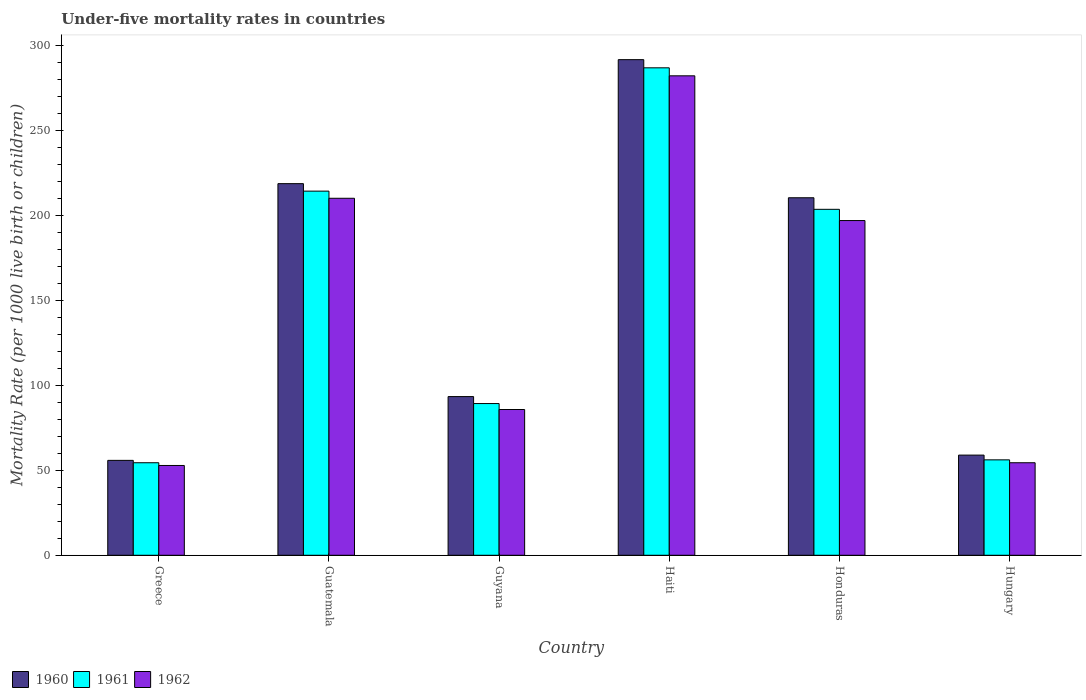 Under-five mortality rates in countries
Mortality Rate (per 1000 live birth or children)
300
250
200
150
100
50
0
Greece
Guatemala
Guyana
Haiti
Honduras
Hungary
Country
1960
1961
1962